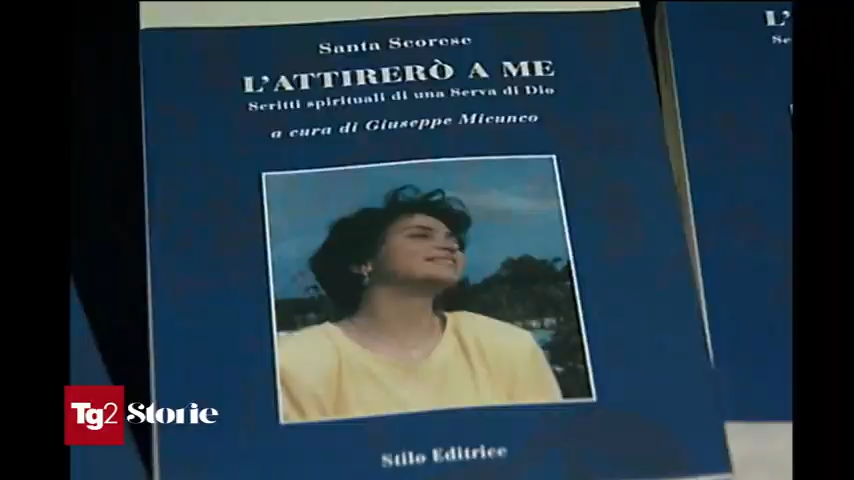 Santa Scorese
L'ATTIRERÒ A ME
Scritti spirituali di una Serva di Dio
a cura di Giuseppe Micunco
Stilo Editrice
L'
Tg2 Storie